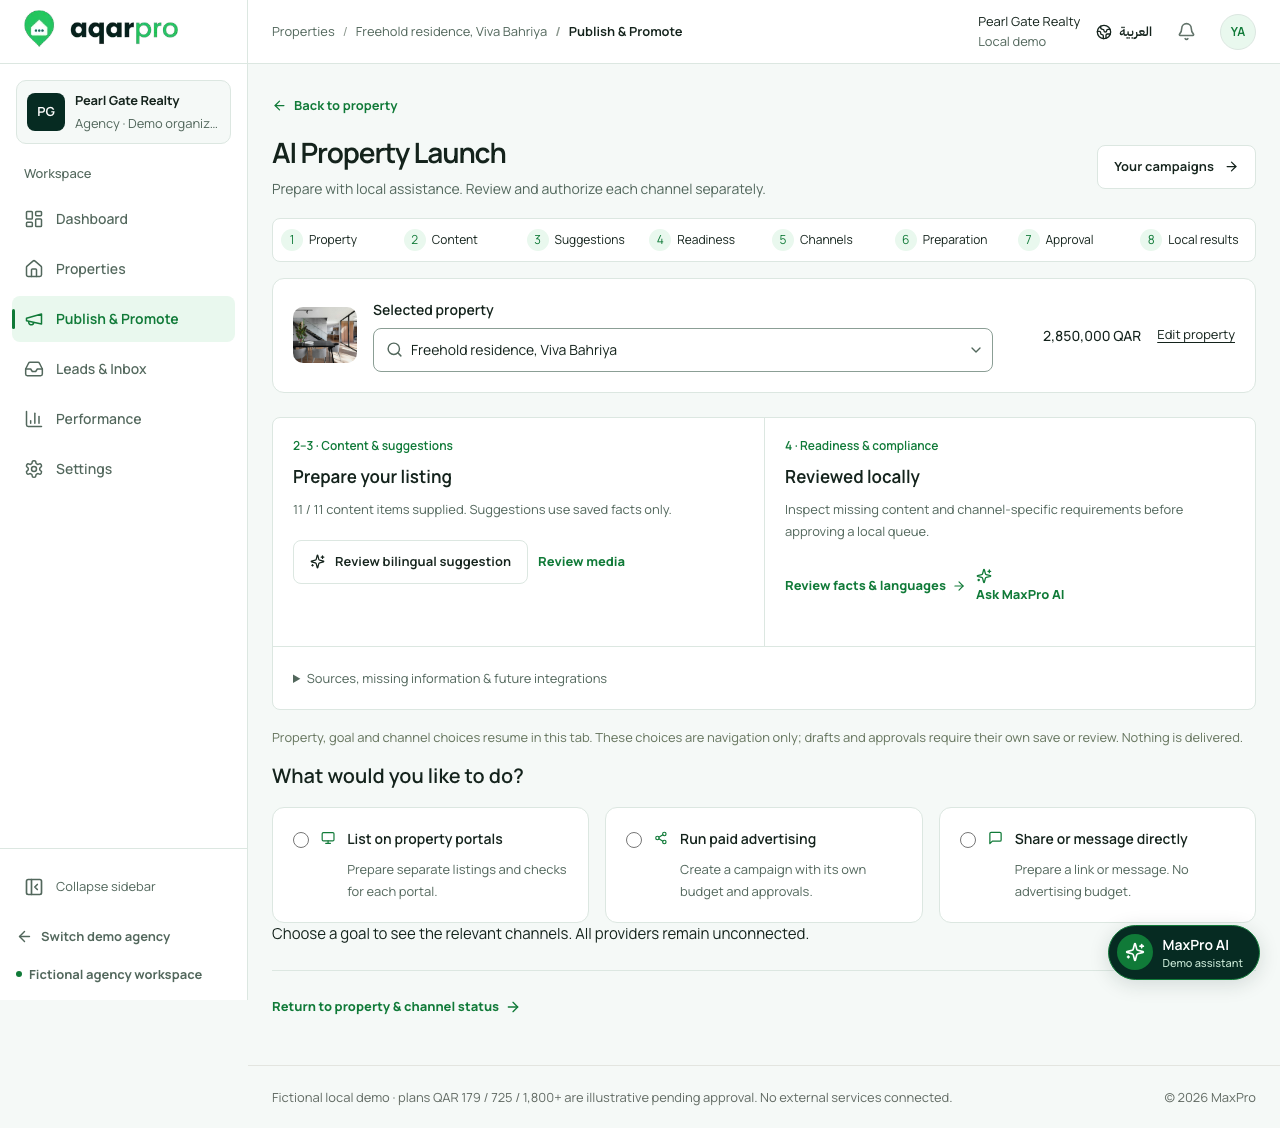 aqarpro
Properties / Freehold residence, Viva Bahriya / Publish & Promote
Pearl Gate Realty
Local demo
العربية
YA
PG
Pearl Gate Realty
Agency · Demo organiz...
Workspace
Dashboard
Properties
Publish & Promote
Leads & Inbox
Performance
Settings
Collapse sidebar
Switch demo agency
Fictional agency workspace
Back to property
AI Property Launch
Prepare with local assistance. Review and authorize each channel separately.
Your campaigns
1 Property
2 Content
3 Suggestions
4 Readiness
5 Channels
6 Preparation
7 Approval
8 Local results
Selected property
Freehold residence, Viva Bahriya
2,850,000 QAR
Edit property
2–3 · Content & suggestions
Prepare your listing
11 / 11 content items supplied. Suggestions use saved facts only.
Review bilingual suggestion
Review media
4 · Readiness & compliance
Reviewed locally
Inspect missing content and channel-specific requirements before
approving a local queue.
Review facts & languages
Ask MaxPro AI
Sources, missing information & future integrations
Property, goal and channel choices resume in this tab. These choices are navigation only; drafts and approvals require their own save or review. Nothing is delivered.
What would you like to do?
List on property portals
Prepare separate listings and checks
for each portal.
Run paid advertising
Create a campaign with its own
budget and approvals.
Share or message directly
Prepare a link or message. No
advertising budget.
Choose a goal to see the relevant channels. All providers remain unconnected.
MaxPro AI
Demo assistant
Return to property & channel status
Fictional local demo · plans QAR 179 / 725 / 1,800+ are illustrative pending approval. No external services connected.
© 2026 MaxPro